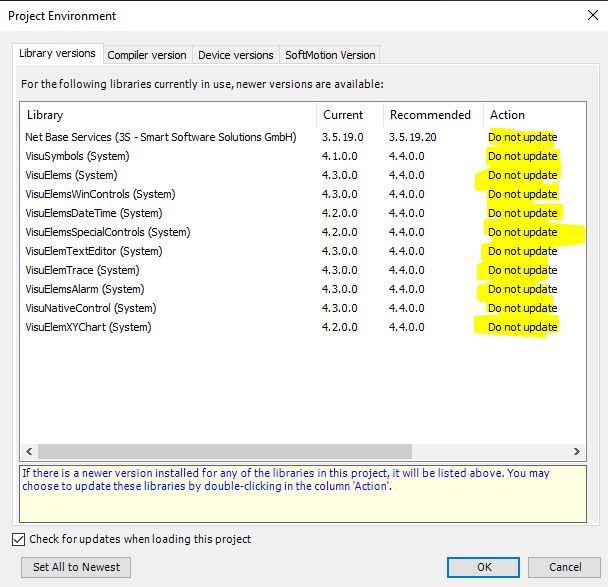 Project Environment
Library versions Compiler version Device versions SoftMotion Version
For the following libraries currently in use, newer versions are available:
Library Current Recommended Action
Net Base Services (3S - Smart Software Solutions GmbH) 3.5.19.0 3.5.19.20 Do not update
VisuSymbols (System) 4.1.0.0 4.4.0.0 Do not update
VisuElems (System) 4.3.0.0 4.4.0.0 Do not update
VisuElemsWinControls (System) 4.3.0.0 4.4.0.0 Do not update
VisuElemsDateTime (System) 4.2.0.0 4.4.0.0 Do not update
VisuElemsSpecialControls (System) 4.2.0.0 4.4.0.0 Do not update
VisuElemTextEditor (System) 4.3.0.0 4.4.0.0 Do not update
VisuElemTrace (System) 4.3.0.0 4.4.0.0 Do not update
VisuElemsAlarm (System) 4.3.0.0 4.4.0.0 Do not update
VisuNativeControl (System) 4.3.0.0 4.4.0.0 Do not update
VisuElemXYChart (System) 4.2.0.0 4.4.0.0 Do not update
If there is a newer version installed for any of the libraries in this project, it will be listed above. You may
choose to update these libraries by double-clicking in the column 'Action'.
Check for updates when loading this project
Set All to Newest OK Cancel